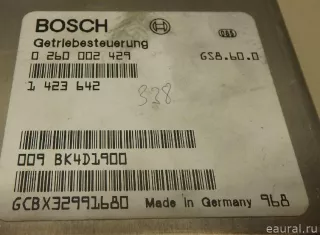 BOSCH
Getriebesteuerung
0 260 002 429 GS8.60.0
1 423 642
328
009 BK4D1900
GCBX32991680 Made in Germany 968
eaural.ru